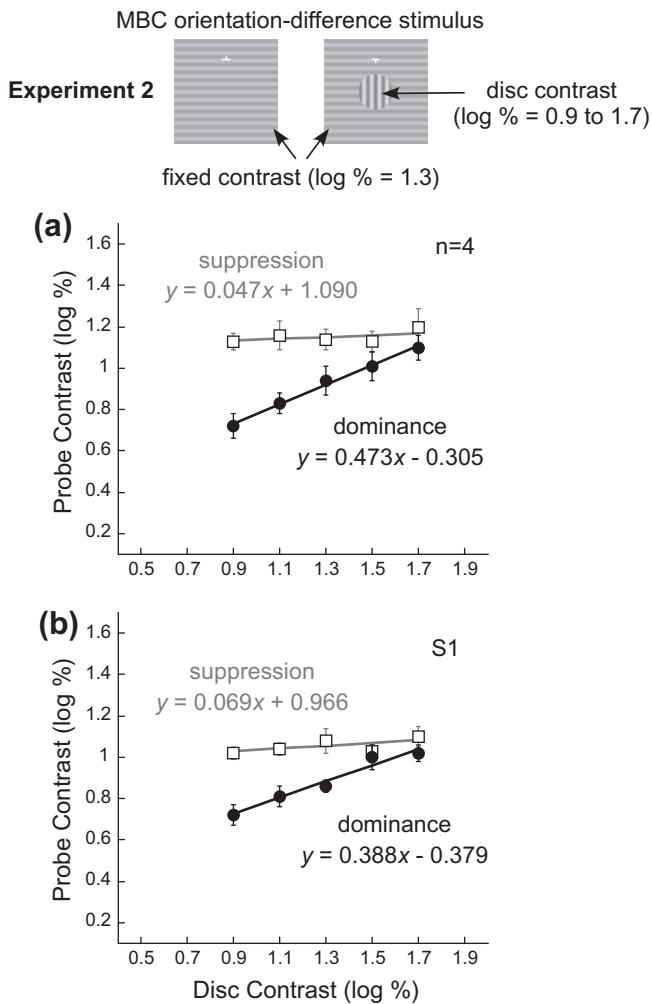 MBC orientation-difference stimulus
Experiment 2
disc contrast
(log % = 0.9 to 1.7)
fixed contrast (log % = 1.3)
(a)
n=4
suppression
y = 0.047x + 1.090
dominance
y = 0.473x - 0.305
Probe Contrast (log %)
1.6
1.4
1.2
1
0.8
0.6
0.4
0.2
0.5 0.7 0.9 1.1 1.3 1.5 1.7 1.9
(b)
S1
suppression
y = 0.069x + 0.966
dominance
y = 0.388x - 0.379
Probe Contrast (log %)
1.6
1.4
1.2
1
0.8
0.6
0.4
0.2
0.5 0.7 0.9 1.1 1.3 1.5 1.7 1.9
Disc Contrast (log %)